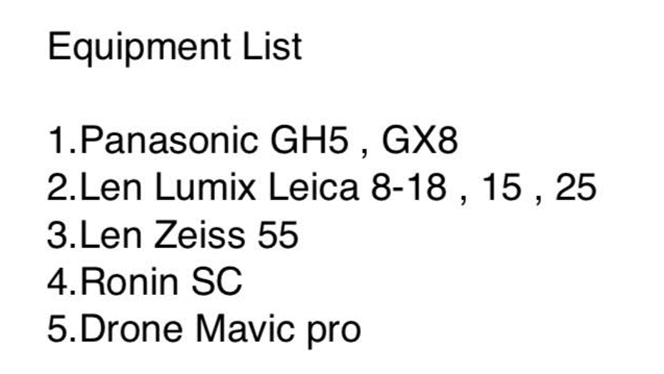 Equipment List
1.Panasonic GH5 , GX8
2.Len Lumix Leica 8-18 , 15 , 25
3.Len Zeiss 55
4.Ronin SC
5.Drone Mavic pro